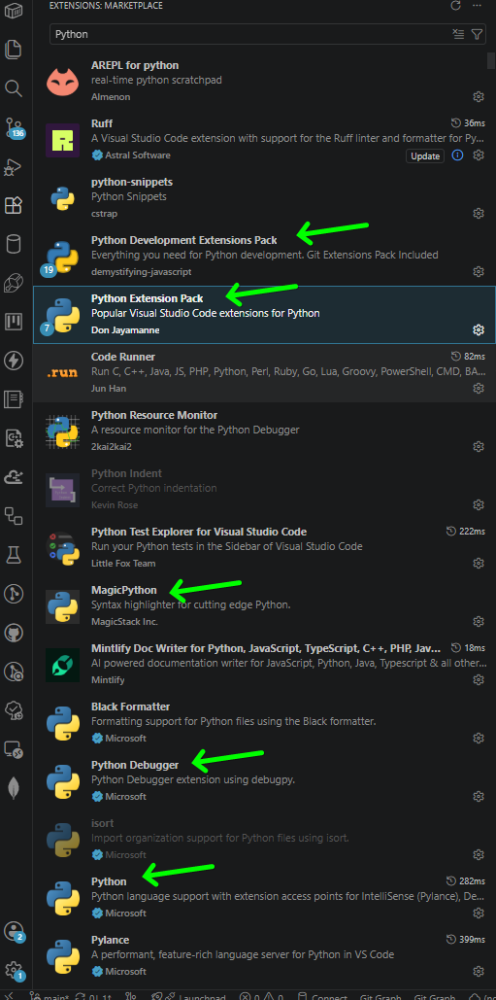 EXTENSIONS: MARKETPLACE
Python
AREPL for python
real-time python scratchpad
Almenon
Ruff 36ms
A Visual Studio Code extension with support for the Ruff linter and formatter for Py...
Astral Software Update
136
python-snippets
Python Snippets
cstrap
Python Development Extensions Pack
Everything you need for Python development. Git Extensions Pack Included
19
demystifying-javascript
Python Extension Pack
Popular Visual Studio Code extensions for Python
7
Don Jayamanne
Code Runner 82ms
.run
Run C, C++, Java, JS, PHP, Python, Perl, Ruby, Go, Lua, Groovy, PowerShell, CMD, BA...
Jun Han
Python Resource Monitor
A resource monitor for the Python Debugger
2kai2kai2
Python Indent
Correct Python indentation
Kevin Rose
Python Test Explorer for Visual Studio Code 222ms
Run your Python tests in the Sidebar of Visual Studio Code
Little Fox Team
MagicPython
Syntax highlighter for cutting edge Python.
MagicStack Inc.
Mintlify Doc Writer for Python, JavaScript, TypeScript, C++, PHP, Jav... 18ms
AI powered documentation writer for JavaScript, Python, Java, Typescript & all other...
Mintlify
Black Formatter
Formatting support for Python files using the Black formatter.
Microsoft
Python Debugger
Python Debugger extension using debugpy.
Microsoft
isort
Import organization support for Python files using isort.
Microsoft
Python 282ms
Python language support with extension access points for IntelliSense (Pylance), De...
Microsoft
2
Pylance 399ms
A performant, feature-rich language server for Python in VS Code
Microsoft
1
main* 0↓ 1↑ Launchpad 0 0 Connect Git Graph Git Graph